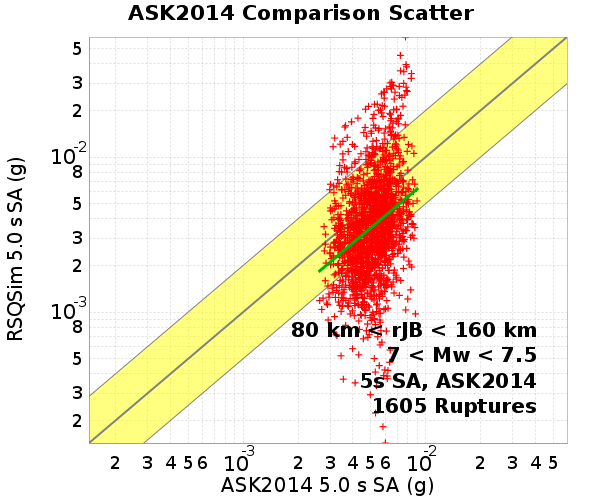 ASK2014 Comparison Scatter
5
3
2
10-2
8
5
3
2
10-3
8
5
3
2
RSQSim 5.0 s SA (g)
80 km < rJB < 160 km
7 < Mw < 7.5
5s SA, ASK2014
1605 Ruptures
2 3 4 5 6 10-3 2 3 4 5 6 10-2 2 3 4 5
ASK2014 5.0 s SA (g)